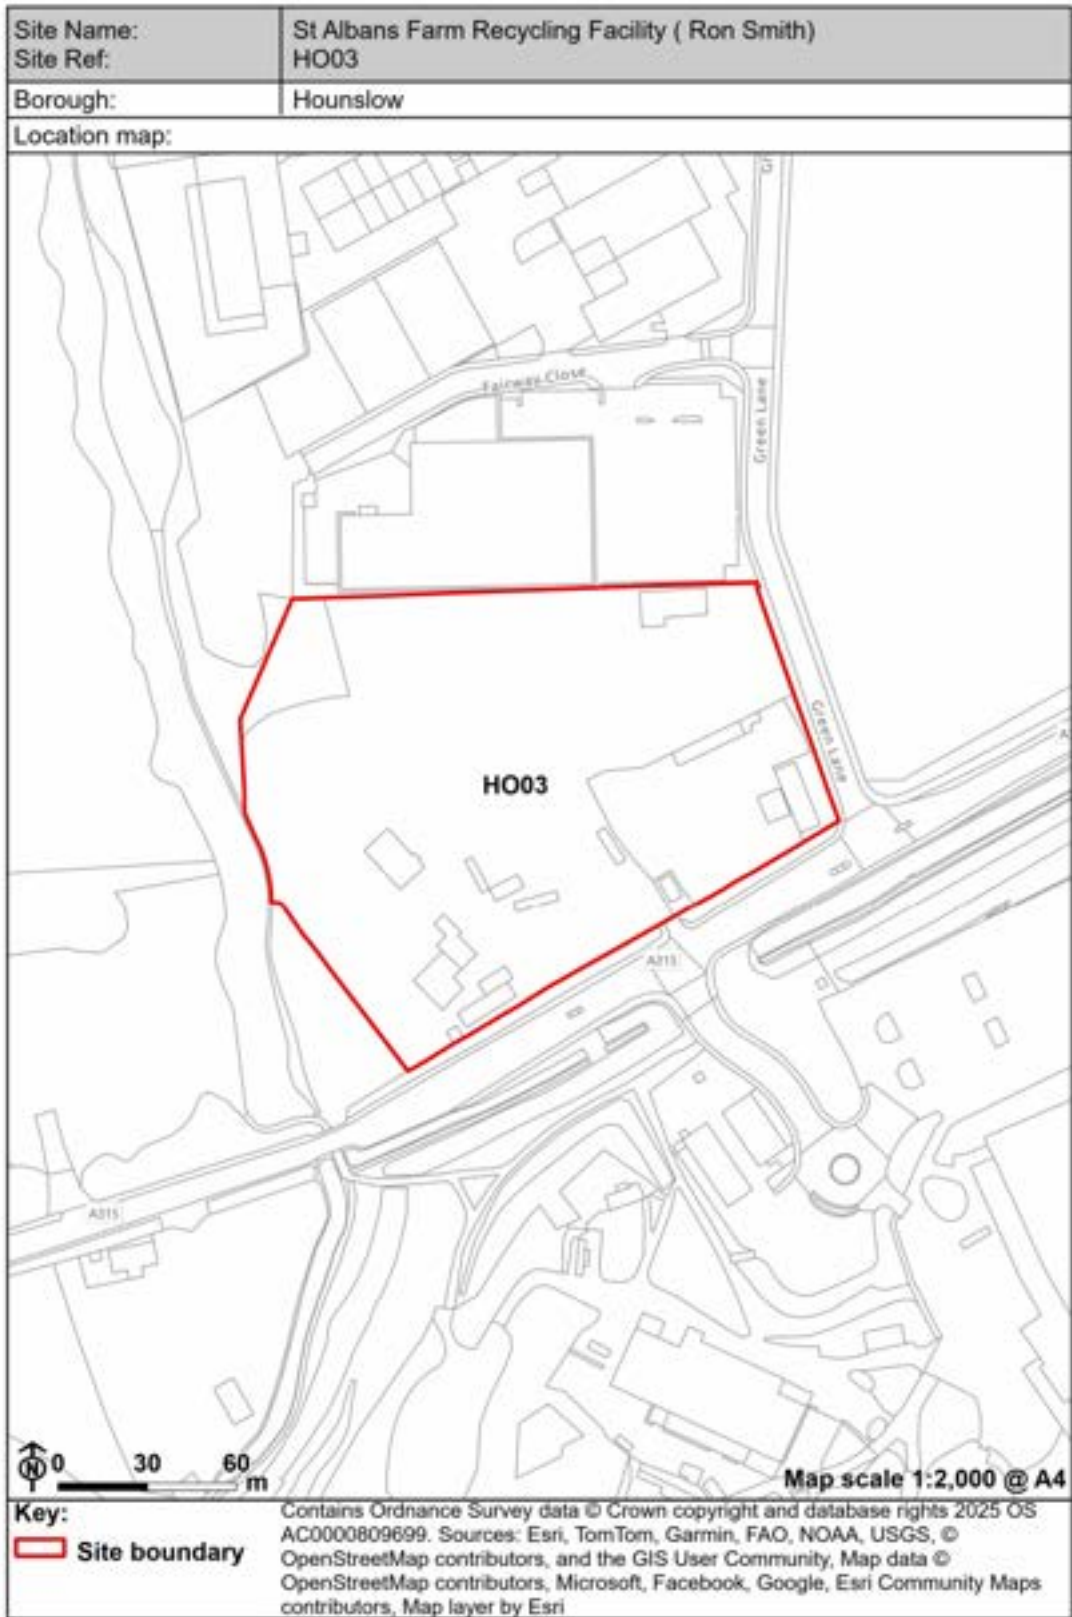 Site Name: St Albans Farm Recycling Facility ( Ron Smith)
Site Ref: HO03
Borough: Hounslow
Location map:
Gr
Fairway Close
Green Lane
Green Lane
A
HO03
A315
A315
N 0 30 60
m
Map scale 1:2,000 @ A4
Key:
Site boundary
Contains Ordnance Survey data © Crown copyright and database rights 2025 OS
AC0000809699. Sources: Esri, TomTom, Garmin, FAO, NOAA, USGS, ©
OpenStreetMap contributors, and the GIS User Community, Map data ©
OpenStreetMap contributors, Microsoft, Facebook, Google, Esri Community Maps
contributors, Map layer by Esri